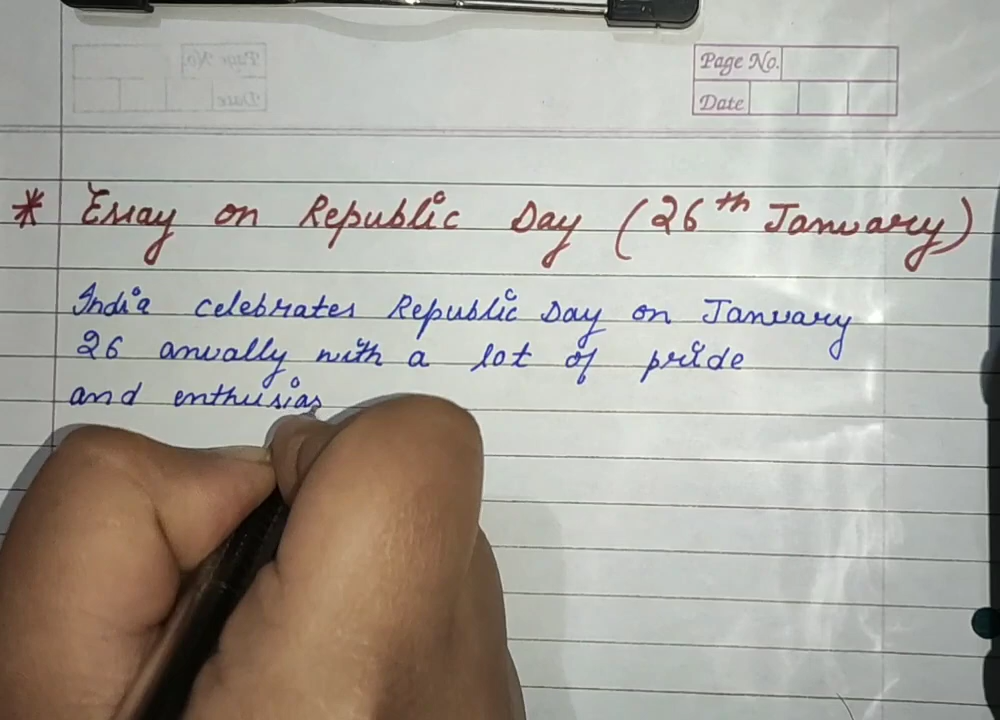 Page No.
Date
* Essay on Republic Day (26th January)
India celebrates Republic Day on January
26 anually with a lot of pride
and enthusias